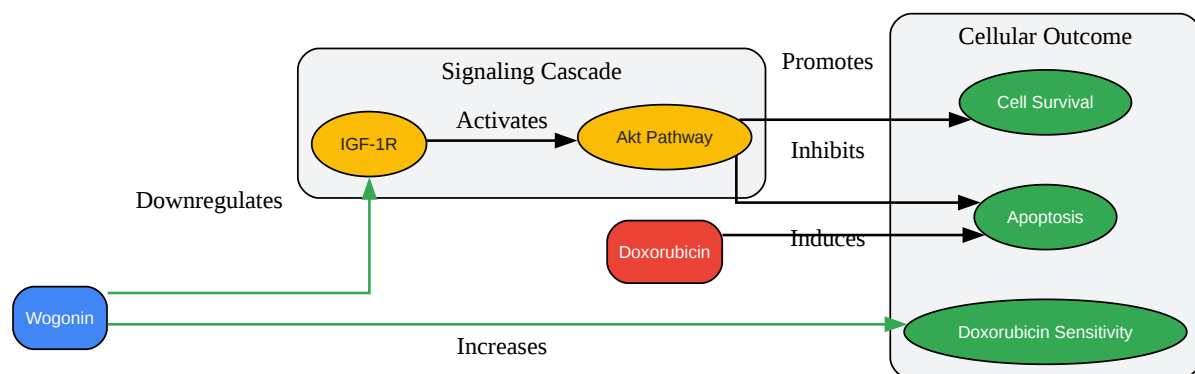 Cellular Outcome
Signaling Cascade
Promotes
Cell Survival
Activates
IGF-1R
Akt Pathway
Inhibits
Downregulates
Apoptosis
Doxorubicin
Induces
Wogonin
Increases
Doxorubicin Sensitivity